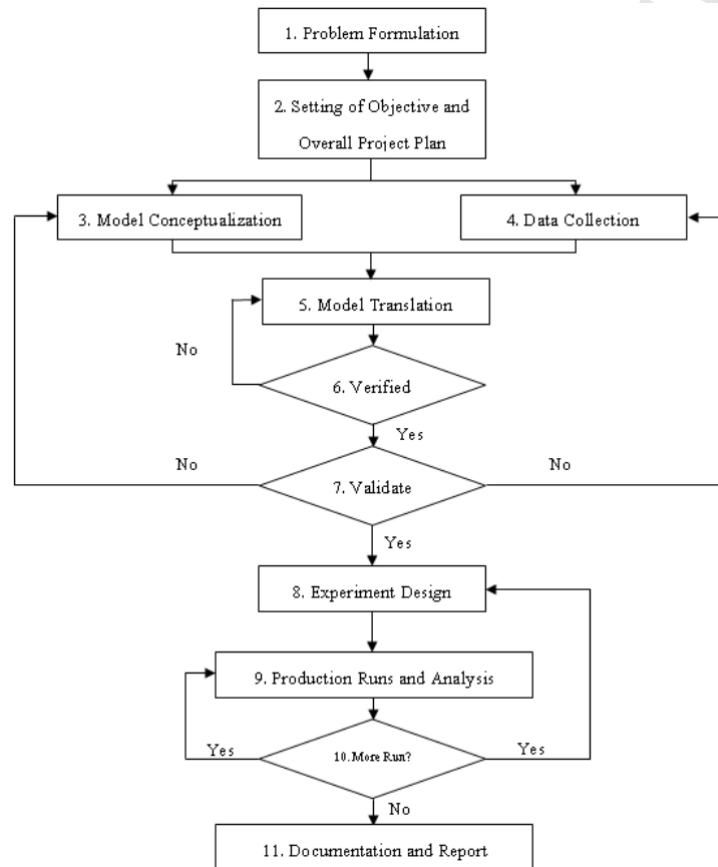 1. Problem Formulation
2. Setting of Objective and
Overall Project Plan
3. Model Conceptualization
4. Data Collection
5. Model Translation
No
6. Verified
Yes
No
No
7. Validate
Yes
8. Experiment Design
9. Production Runs and Analysis
Yes
10. More Run?
Yes
No
11. Documentation and Report